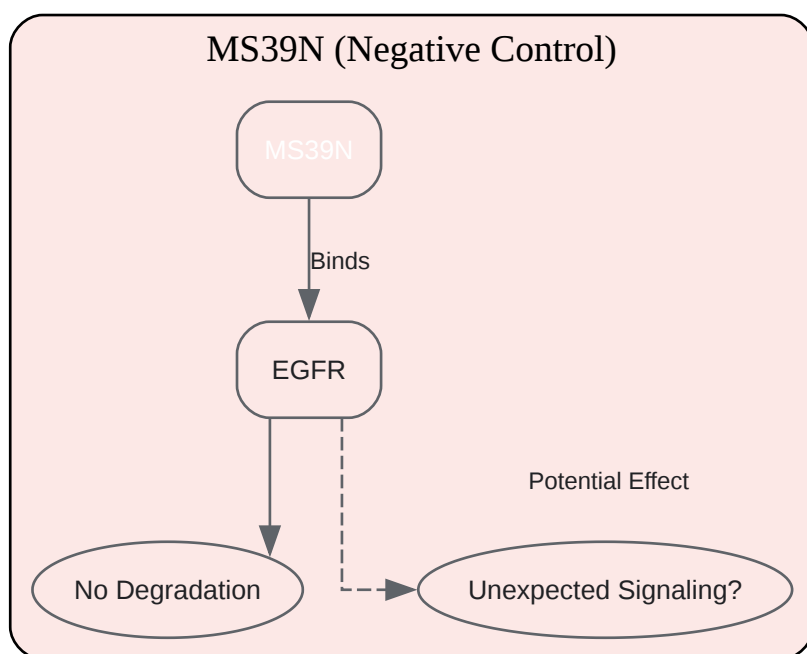 MS39N (Negative Control)
MS39N
Binds
EGFR
Potential Effect
No Degradation
Unexpected Signaling?